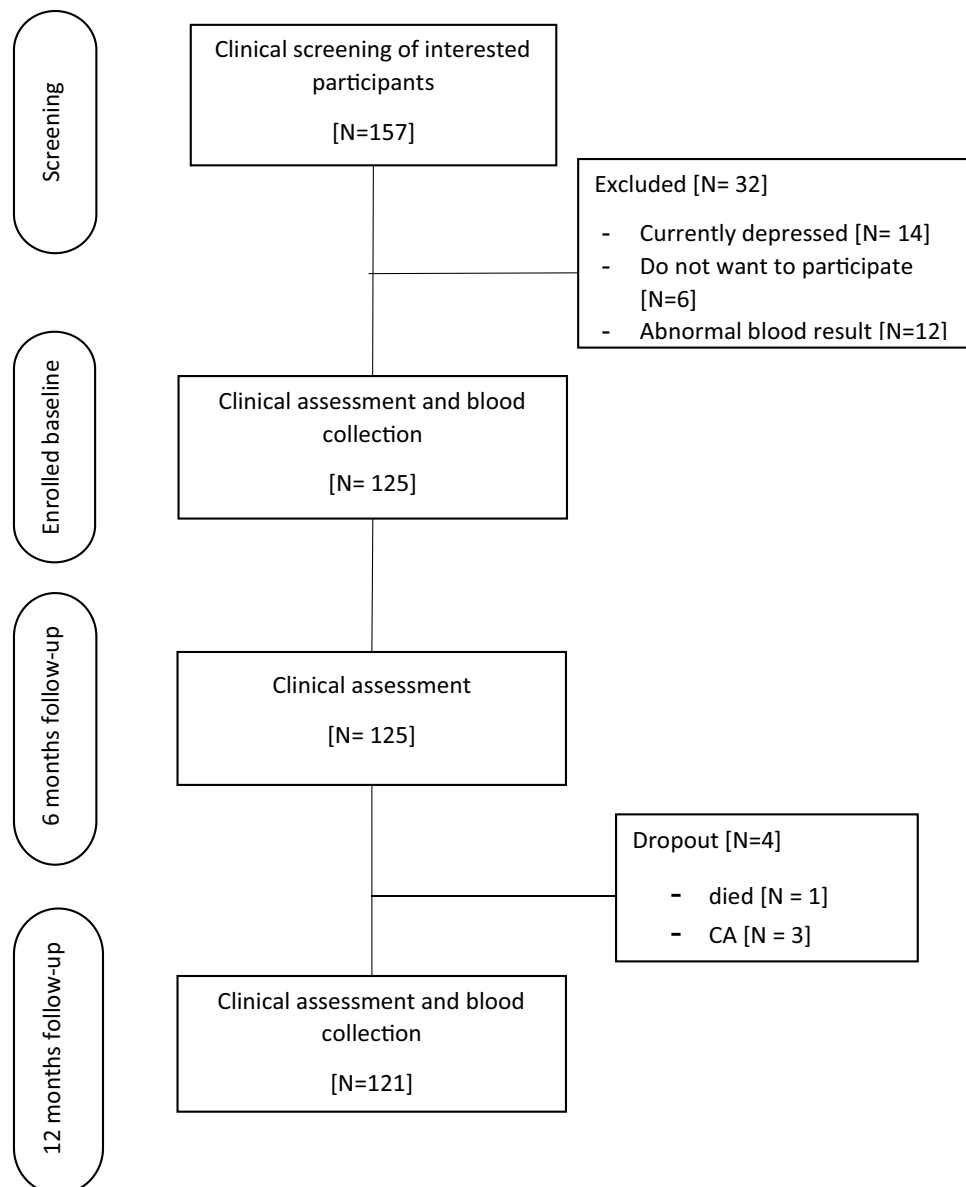 Screening
Clinical screening of interested
participants
[N=157]
Excluded [N= 32]
- Currently depressed [N= 14]
- Do not want to participate
[N=6]
- Abnormal blood result [N=12]
Enrolled baseline
Clinical assessment and blood
collection
[N= 125]
6 months follow-up
Clinical assessment
[N= 125]
Dropout [N=4]
- died [N = 1]
- CA [N = 3]
12 months follow-up
Clinical assessment and blood
collection
[N=121]